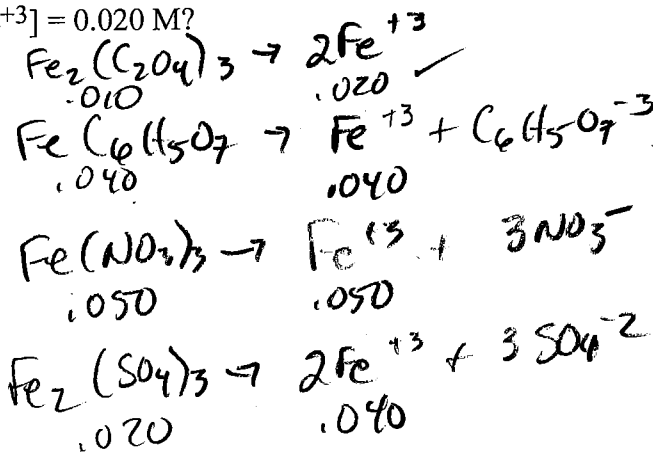 +3] = 0.020 M?
Fe₂(C₂O₄)₃ → 2Fe⁺³ ✓
.010 .020
FeC₆H₅O₇ → Fe⁺³ + C₆H₅O₇⁻³
.040 .040
Fe(NO₃)₃ → Fe⁺³ + 3NO₃⁻
.050 .050
Fe₂(SO₄)₃ → 2Fe⁺³ + 3SO₄⁻²
.020 .040